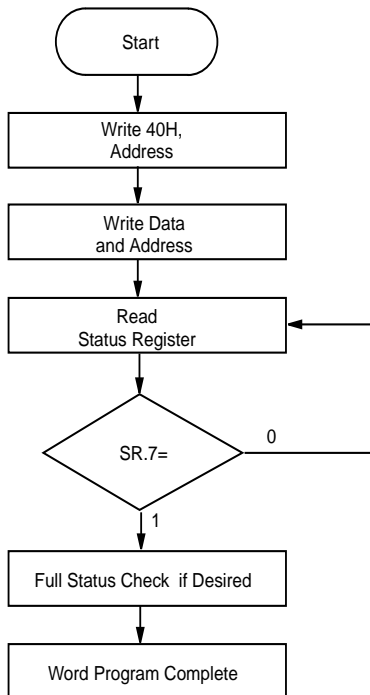 Start
Write 40H,
Address
Write Data
and Address
Read
Status Register
SR.7=
0
1
Full Status Check if Desired
Word Program Complete